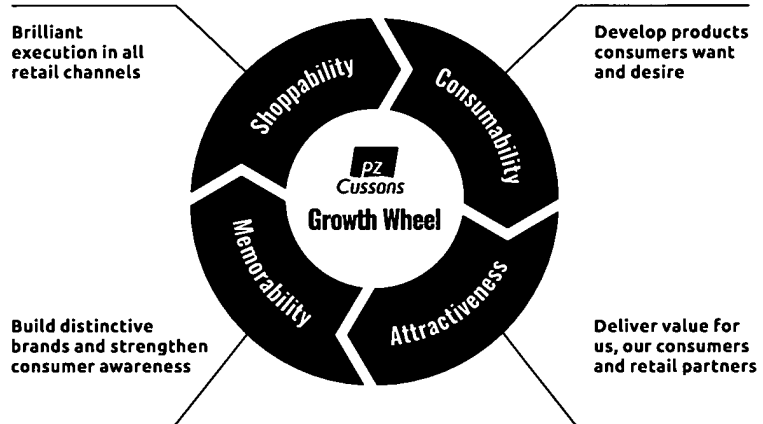 Brilliant
execution in all
retail channels
Develop products
consumers want
and desire
Shoppability
Consumability
PZ
Cussons
Growth Wheel
Memorability
Attractiveness
Build distinctive
brands and strengthen
consumer awareness
Deliver value for
us, our consumers
and retail partners